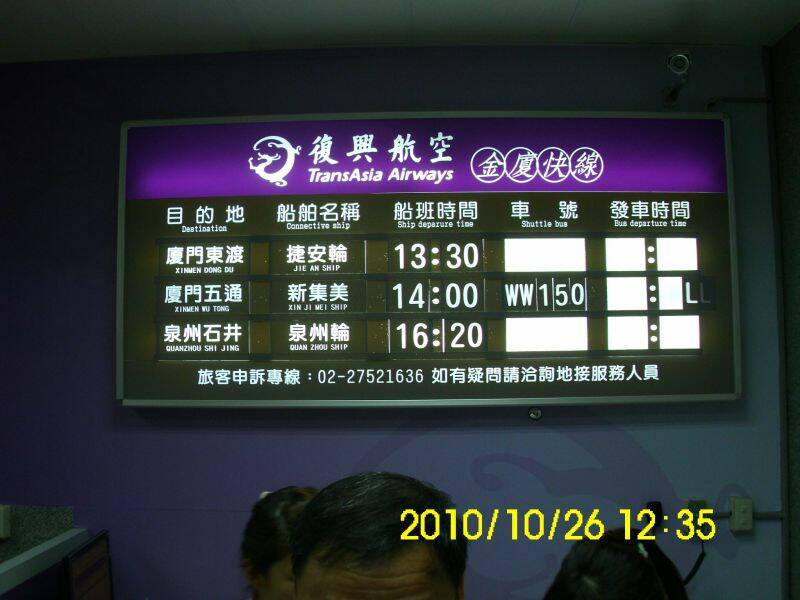 復興航空 金廈快線
TransAsia Airways
目的地 船舶名稱 船班時間 車號 發車時間
Destination Connective ship Ship deparure time Shuttle bus Bus deparure time
廈門東渡 捷安輪 13:30 :
XINMEN DONG DU JIE AN SHIP
廈門五通 新集美 14:00 WW150 : LL
XINMEN WU TONG XIN JI MEI SHIP
泉州石井 泉州輪 16:20 :
QUANZHOU SHI JING QUAN ZHOU SHIP
旅客申訴專線：02-27521636 如有疑問請洽詢地接服務人員
2010/10/26 12:35